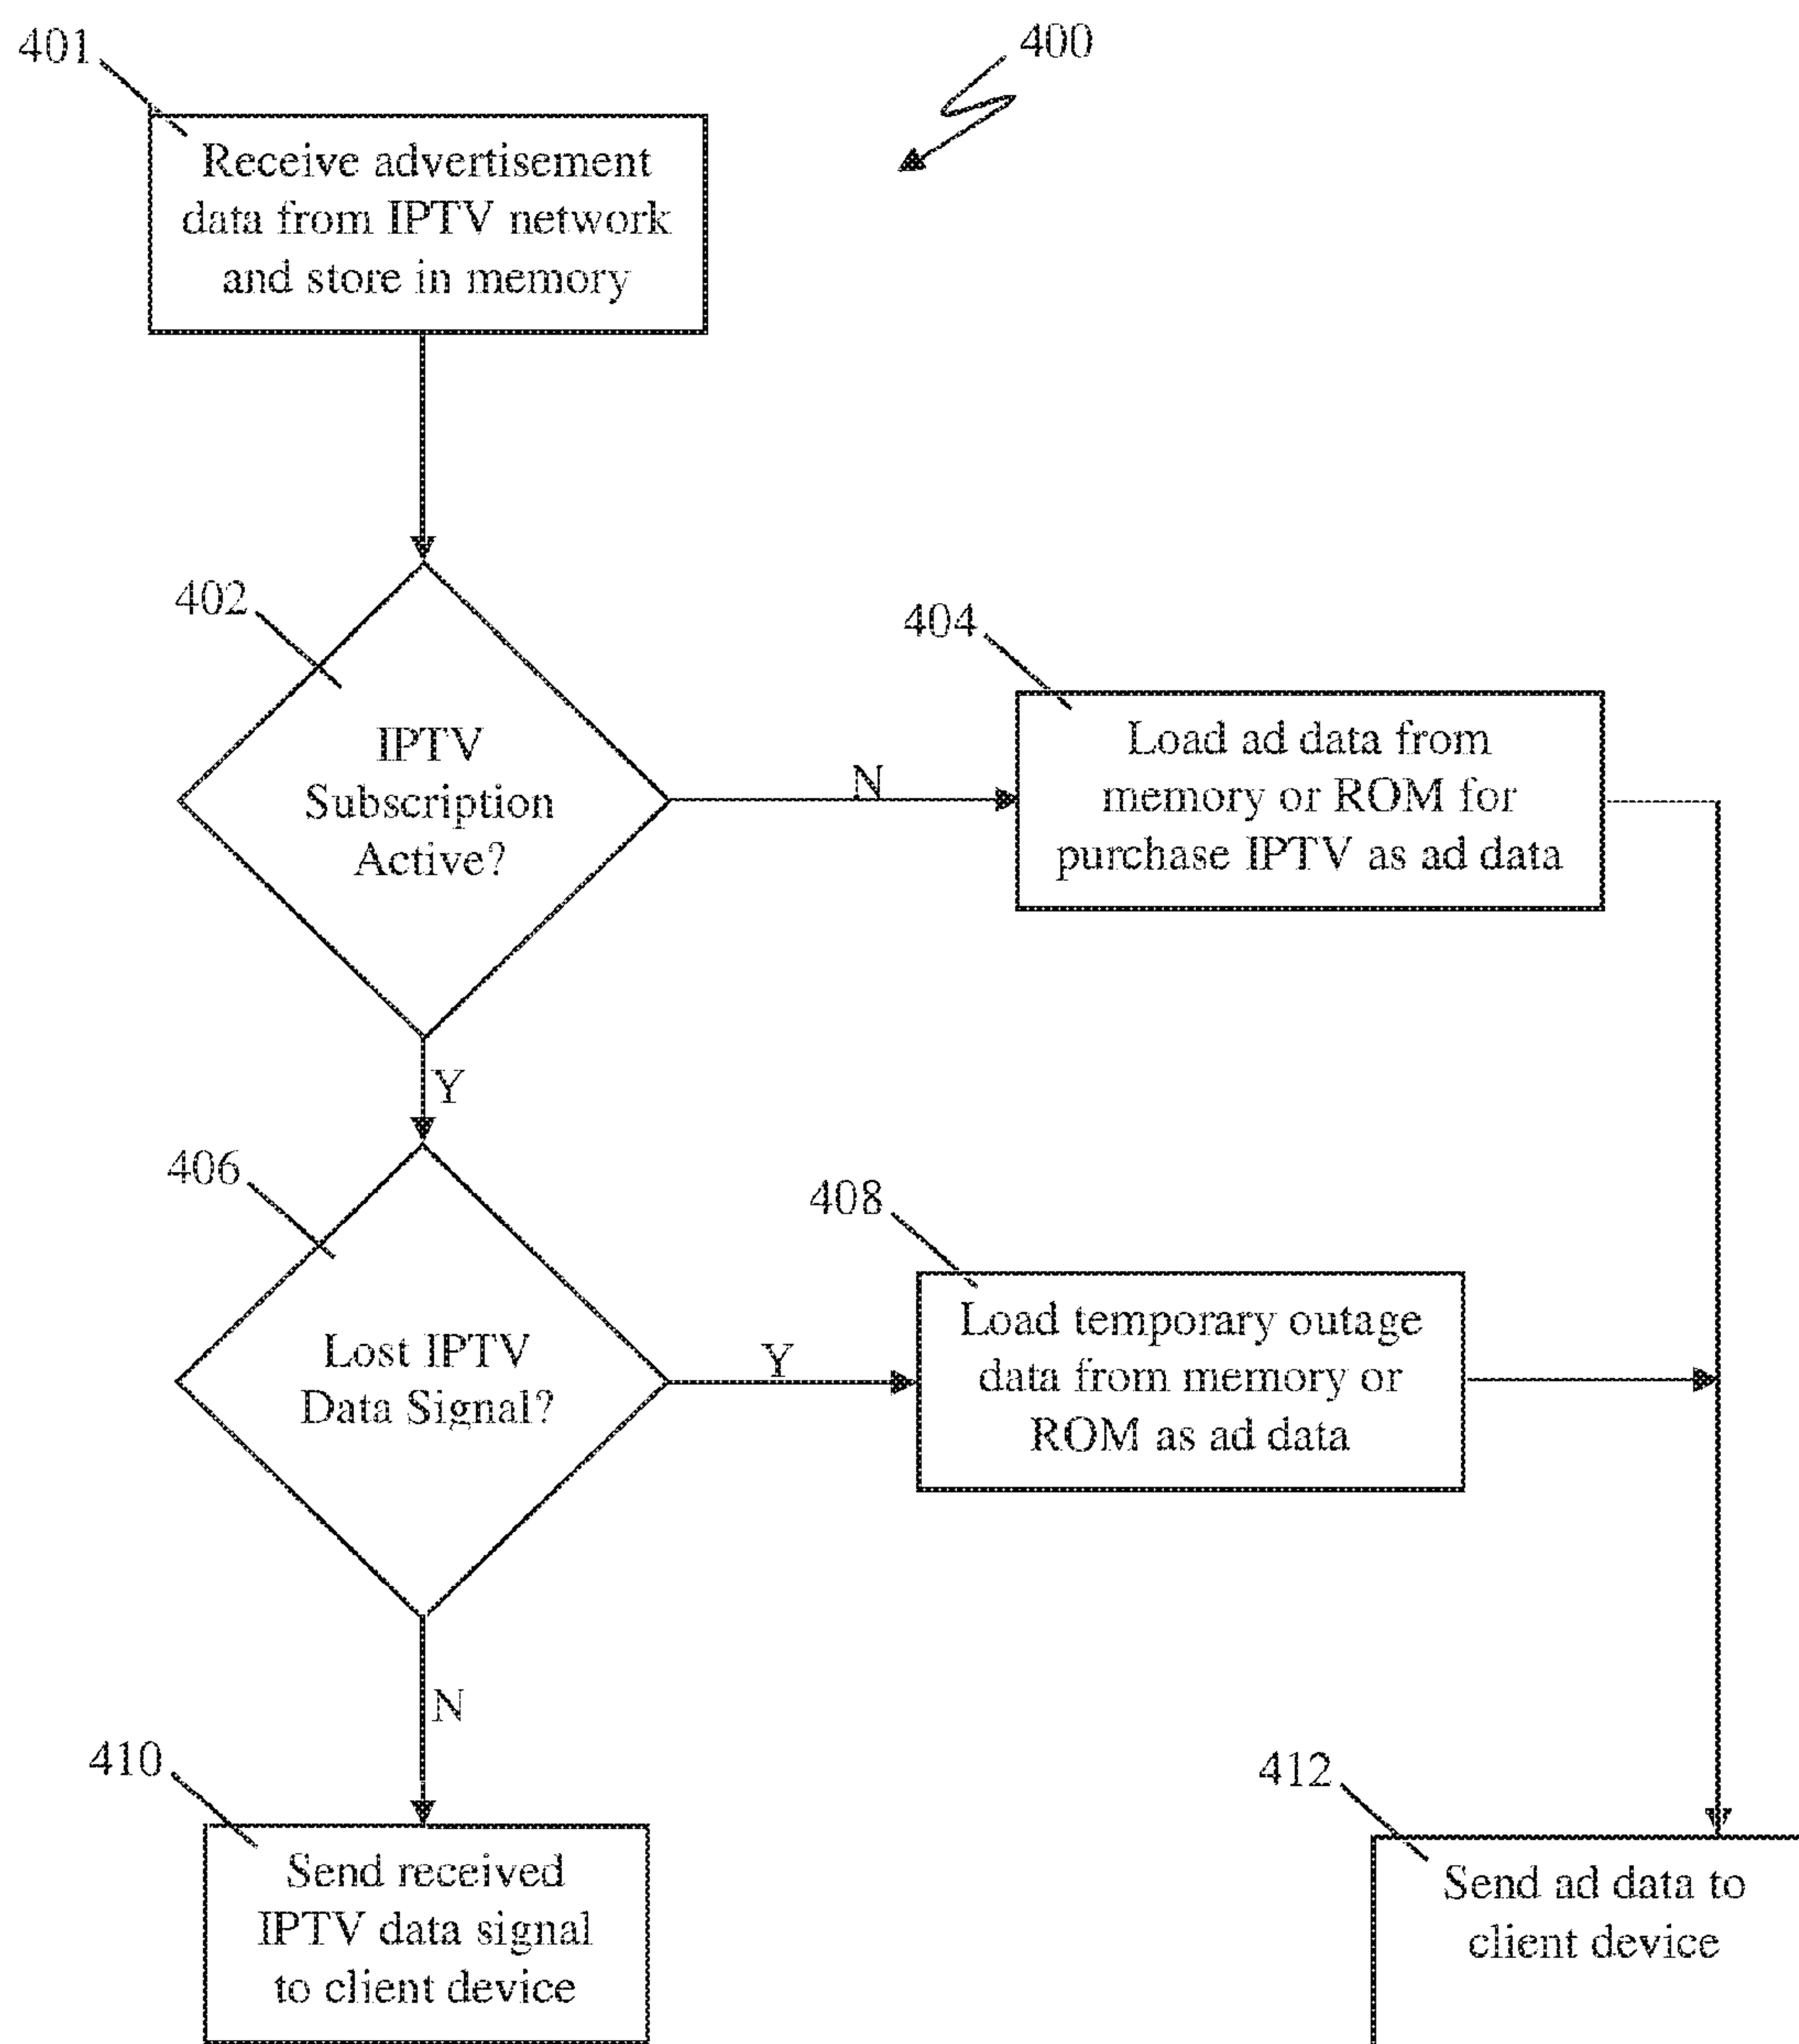 401
400
Receive advertisement
data from IPTV network
and store in memory
402
IPTV
Subscription
Active?
N
404
Load ad data from
memory or ROM for
purchase IPTV as ad data
Y
406
Lost IPTV
Data Signal?
Y
408
Load temporary outage
data from memory or
ROM as ad data
N
410
Send received
IPTV data signal
to client device
412
Send ad data to
client device